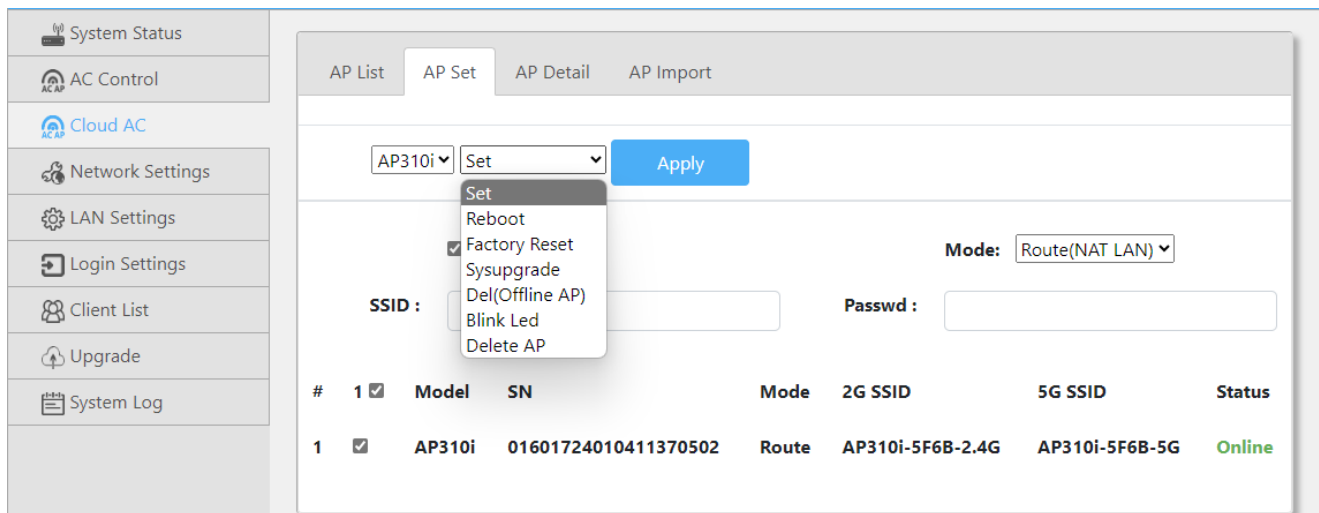 System Status
AC Control
Cloud AC
Network Settings
LAN Settings
Login Settings
Client List
Upgrade
System Log
AP List AP Set AP Detail AP Import
AP310i Set Apply
Set
Reboot
Factory Reset
Sysupgrade
Del(Offline AP)
Blink Led
Delete AP
Mode: Route(NAT LAN)
SSID : Passwd :
# 1 Model SN Mode 2G SSID 5G SSID Status
1 AP310i 01601724010411370502 Route AP310i-5F6B-2.4G AP310i-5F6B-5G Online